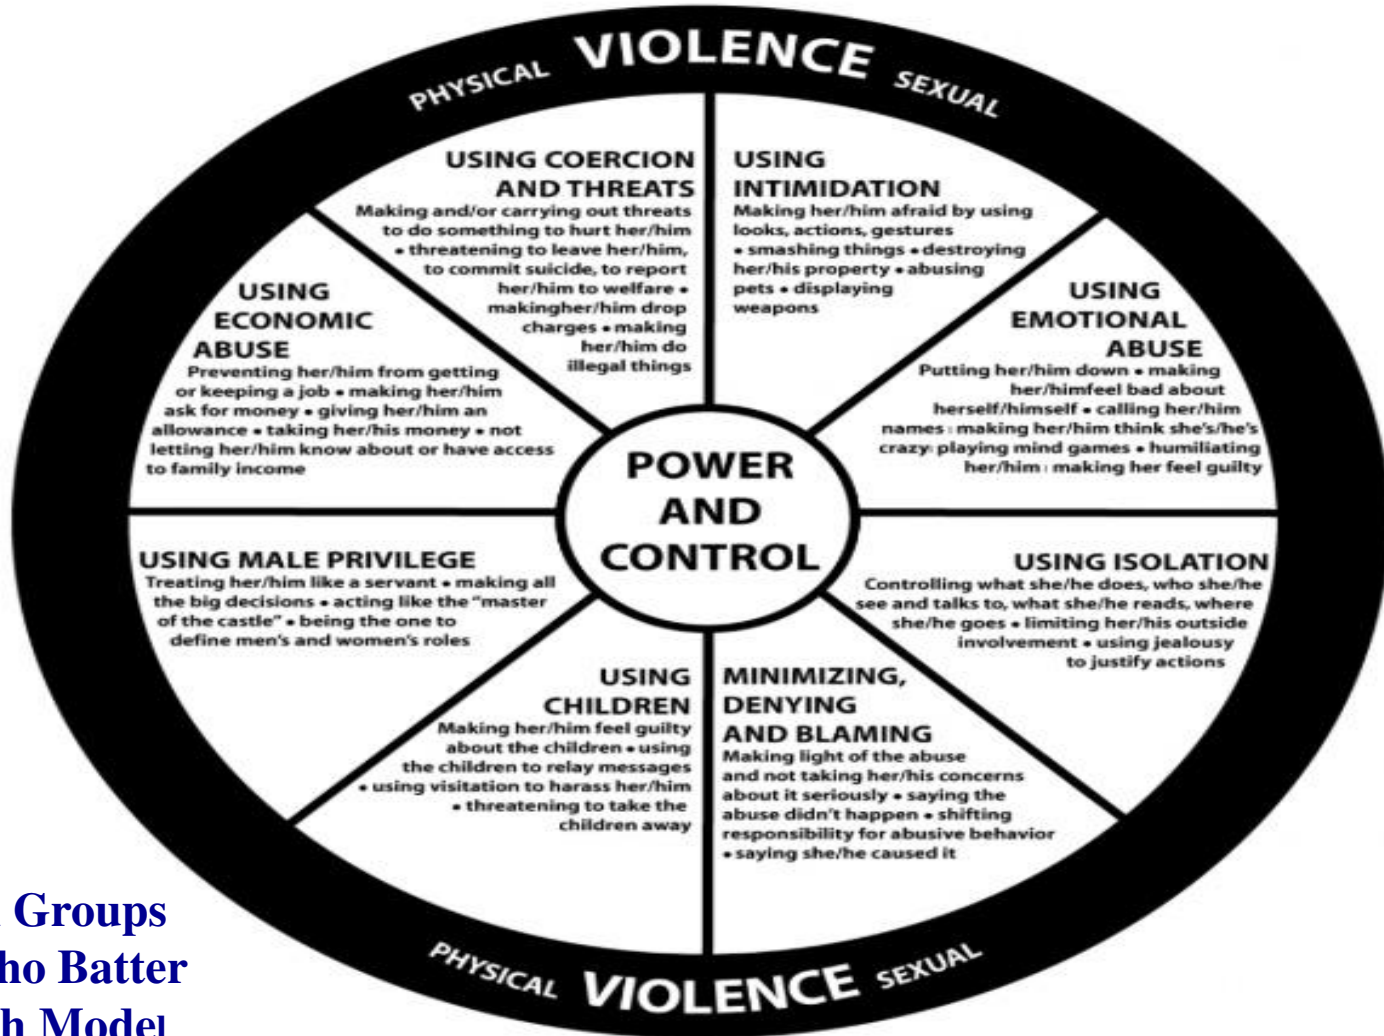 PHYSICAL VIOLENCE SEXUAL
USING COERCION
AND THREATS
Making and/or carrying out threats
to do something to hurt her/him
• threatening to leave her/him,
to commit suicide, to report
her/him to welfare •
makingher/him drop
charges • making
her/him do
illegal things
USING
INTIMIDATION
Making her/him afraid by using
looks, actions, gestures
• smashing things • destroying
her/his property • abusing
pets • displaying
weapons
USING
ECONOMIC
ABUSE
Preventing her/him from getting
or keeping a job • making her/him
ask for money • giving her/him an
allowance • taking her/his money • not
letting her/him know about or have access
to family income
USING
EMOTIONAL
ABUSE
Putting her/him down • making
her/himfeel bad about
herself/himself • calling her/him
names : making her/him think she's/he's
crazy: playing mind games • humiliating
her/him : making her feel guilty
POWER
AND
CONTROL
USING MALE PRIVILEGE
Treating her/him like a servant • making all
the big decisions • acting like the "master
of the castle" • being the one to
define men's and women's roles
USING ISOLATION
Controlling what she/he does, who she/he
see and talks to, what she/he reads, where
she/he goes • limiting her/his outside
involvement • using jealousy
to justify actions
USING
CHILDREN
Making her/him feel guilty
about the children • using
the children to relay messages
• using visitation to harass her/him
• threatening to take the
children away
MINIMIZING,
DENYING
AND BLAMING
Making light of the abuse
and not taking her/his concerns
about it seriously • saying the
abuse didn't happen • shifting
responsibility for abusive behavior
• saying she/he caused it
PHYSICAL VIOLENCE SEXUAL
Groups
ho Batter
h Model